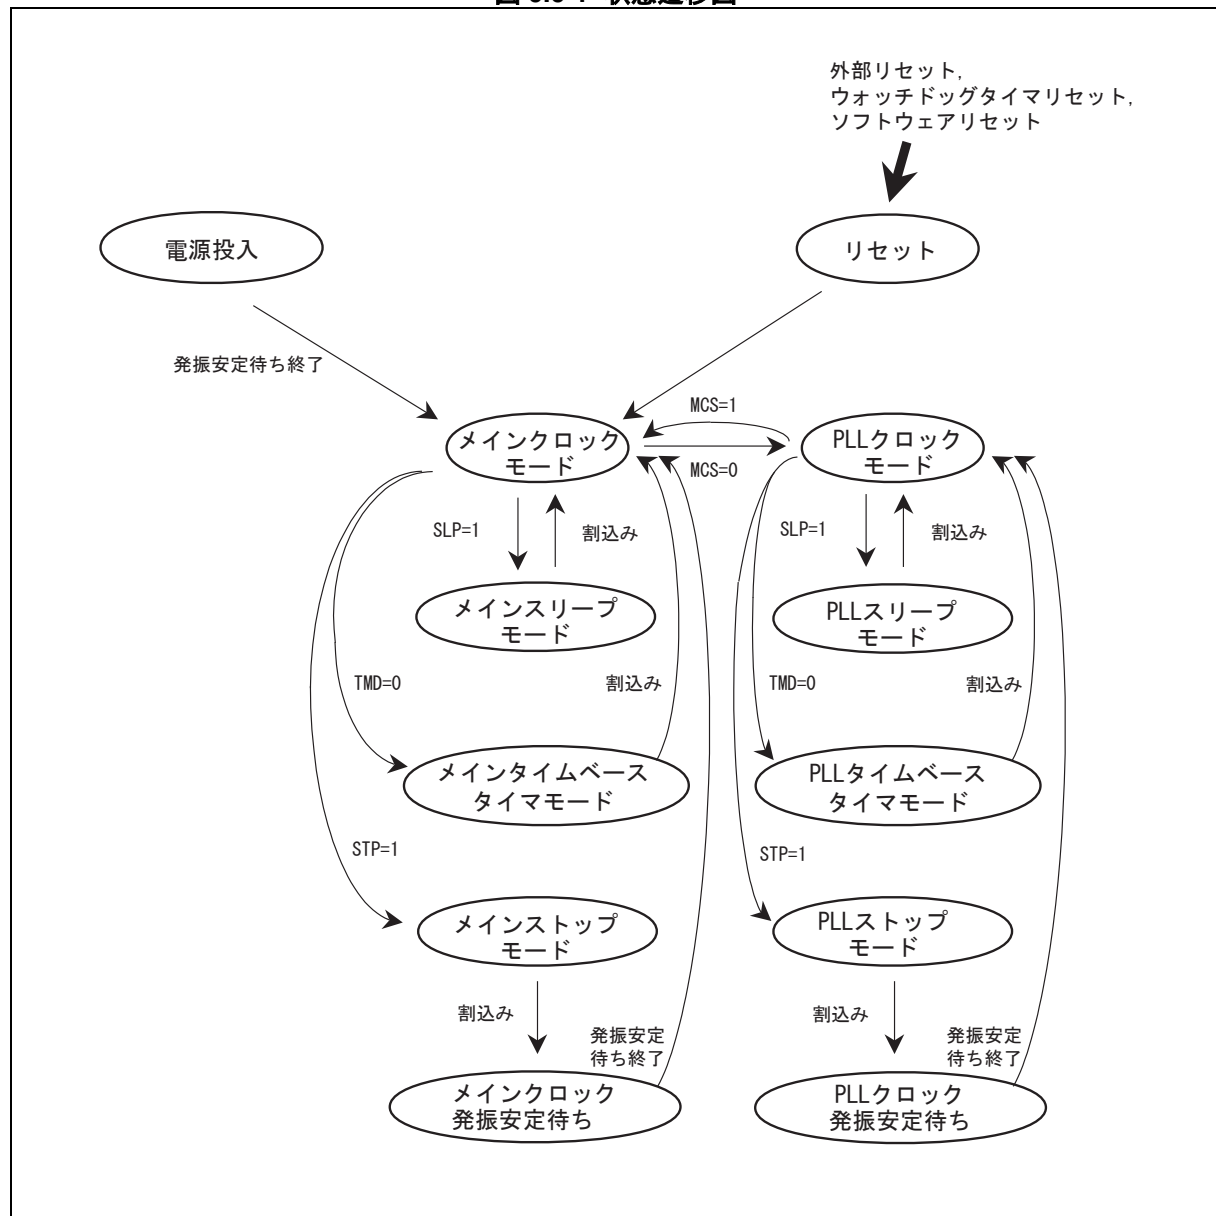 外部リセット,
ウォッチドッグタイマリセット,
ソフトウェアリセット
電源投入
リセット
発振安定待ち終了
MCS=1
メインクロック
モード
PLLクロック
モード
MCS=0
SLP=1
割込み
SLP=1
割込み
メインスリープ
モード
PLLスリープ
モード
TMD=0
割込み
TMD=0
割込み
メインタイムベース
タイマモード
PLLタイムベース
タイマモード
STP=1
STP=1
メインストップ
モード
PLLストップ
モード
割込み
割込み
発振安定
待ち終了
発振安定
待ち終了
メインクロック
発振安定待ち
PLLクロック
発振安定待ち